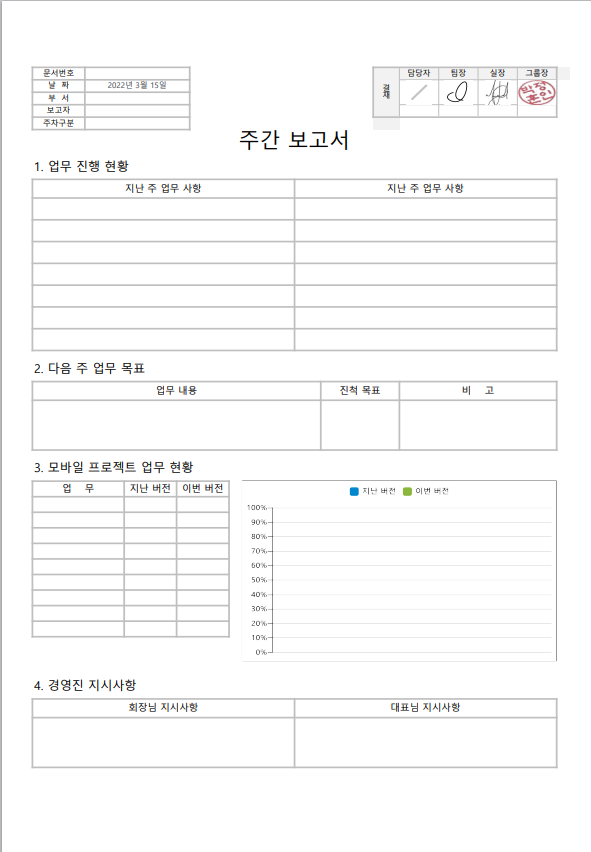 문서번호
날 짜 2022년 3월 15일
부 서
보고자
주차구분
결재 담당자 팀장 실장 그룹장
주간 보고서
1. 업무 진행 현황
지난 주 업무 사항 지난 주 업무 사항
2. 다음 주 업무 목표
업무 내용 진척 목표 비 고
3. 모바일 프로젝트 업무 현황
업 무 지난 버전 이번 버전
지난 버전 이번 버전
100%
90%
80%
70%
60%
50%
40%
30%
20%
10%
0%
4. 경영진 지시사항
회장님 지시사항 대표님 지시사항